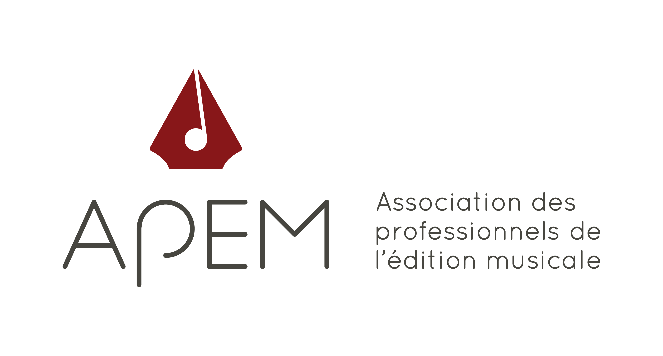 APEM
Association des
professionnels de
l'édition musicale